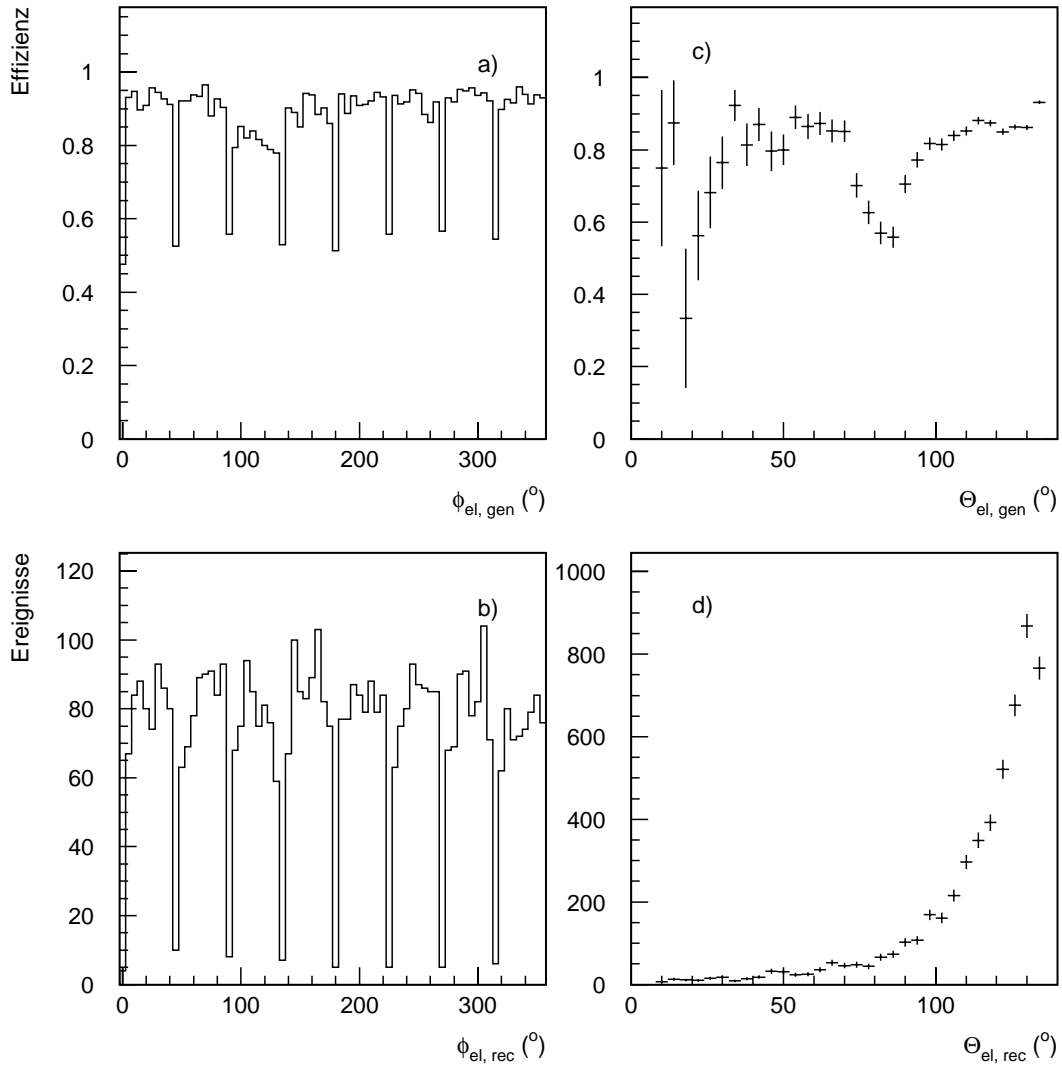 Effizienz
a)
1
0.8
0.6
0.4
0.2
0
0 100 200 300
ϕel, gen (o)
c)
1
0.8
0.6
0.4
0.2
0
0 50 100
Θel, gen (o)
Ereignisse
b)
120
100
80
60
40
20
0
0 100 200 300
ϕel, rec (o)
d)
1000
800
600
400
200
0
0 50 100
Θel, rec (o)